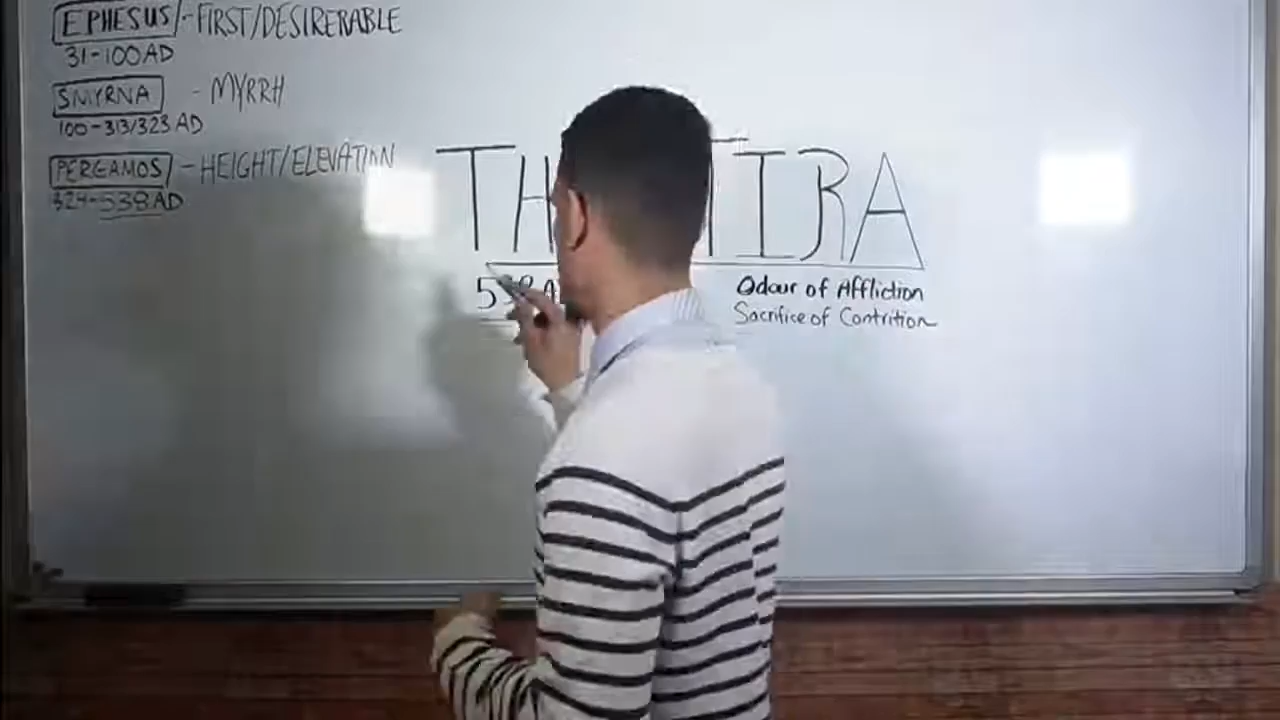 EPHESUS - FIRST/DESIRERABLE
31-100AD
SMYRNA - MYRRH
100-313/323 AD
PERGAMOS - HEIGHT/ELEVATION
324-538AD
TH TIRA
Odour of Affliction
Sacrifice of Contrition